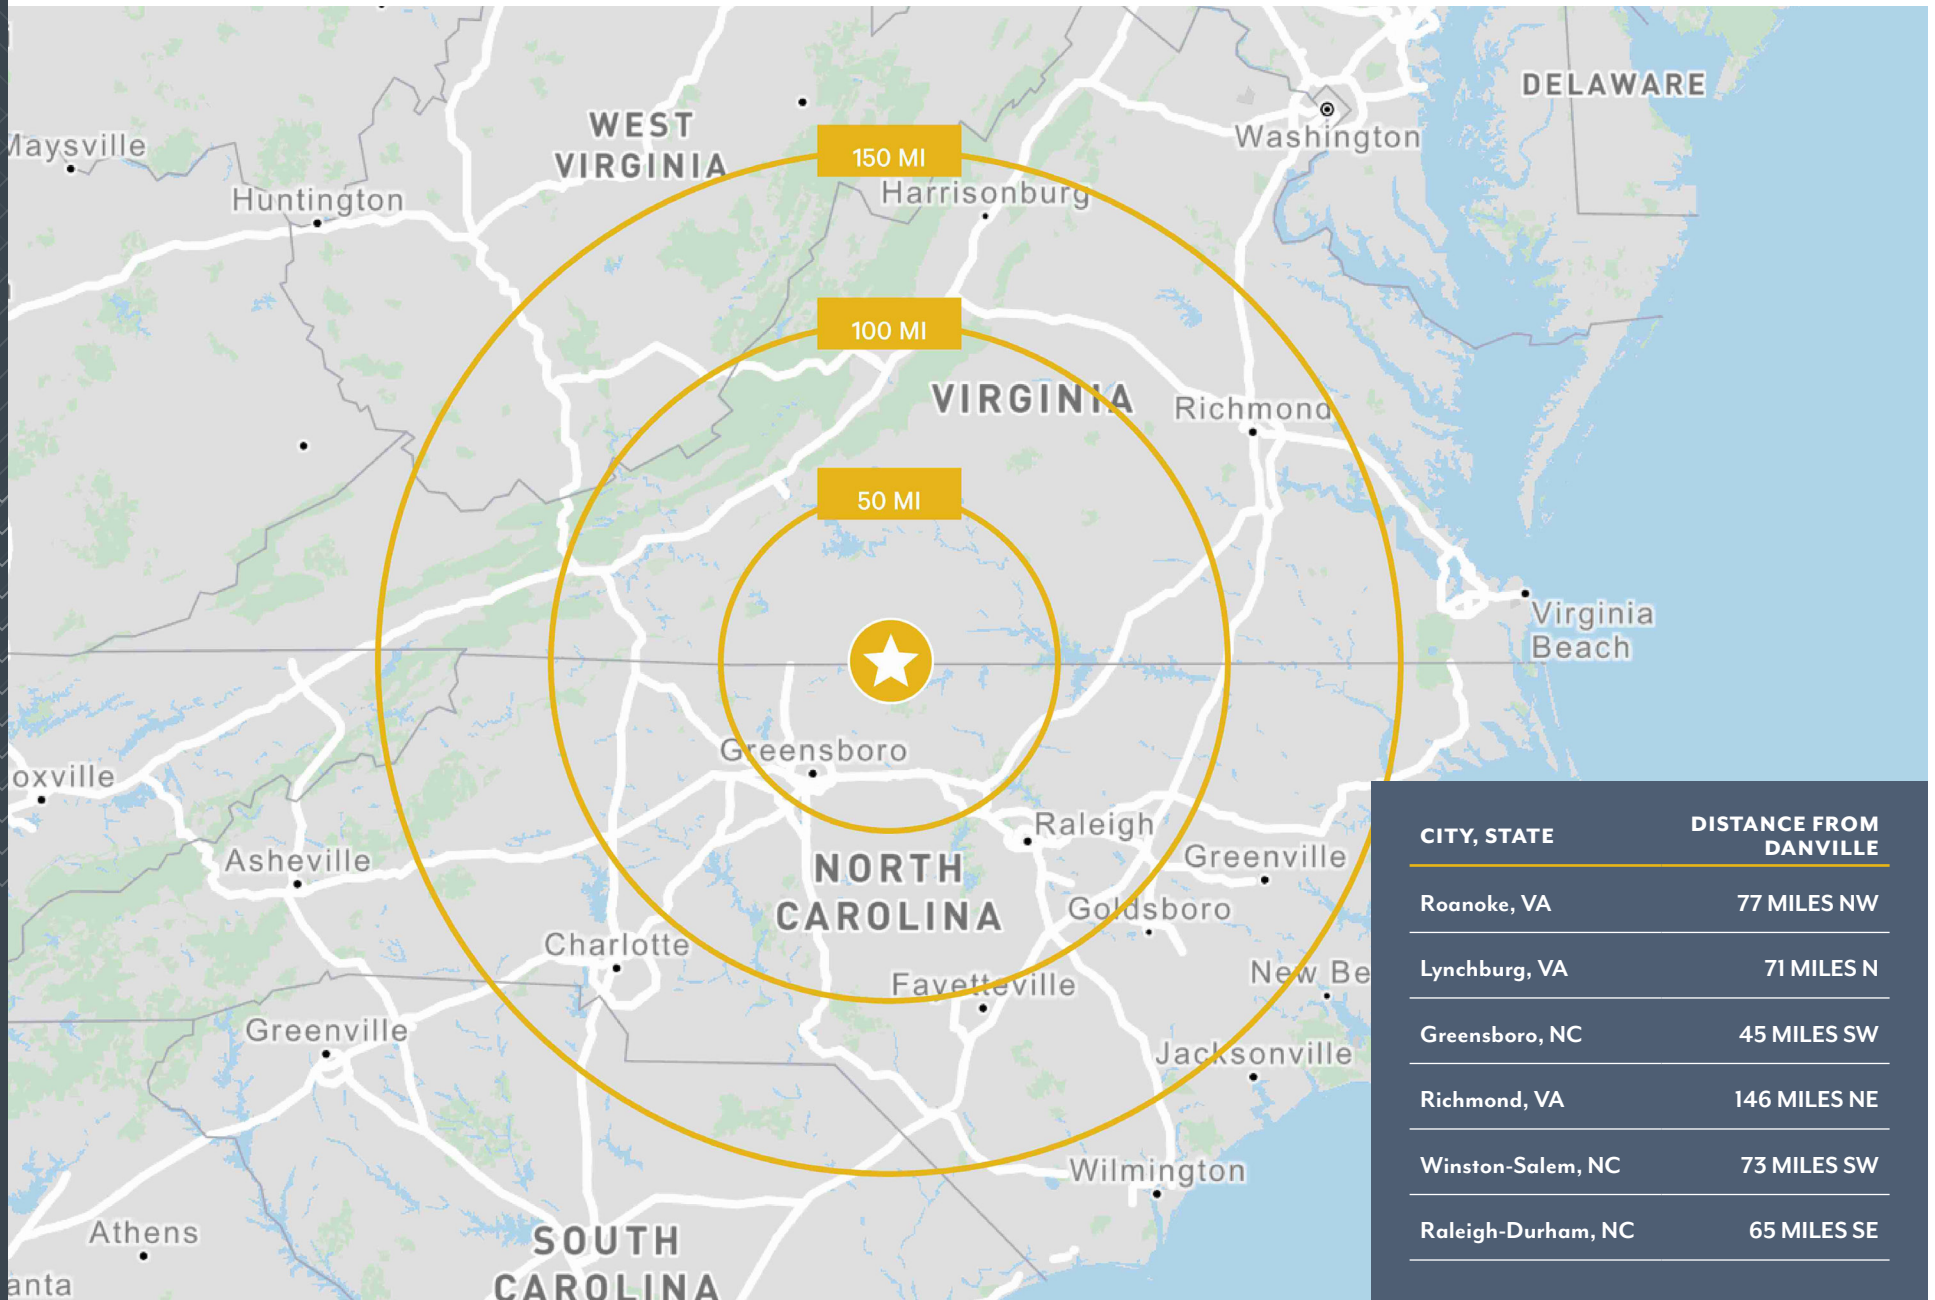 DELAWARE
WEST
VIRGINIA
Washington
Maysville
150 MI
Harrisonburg
Huntington
100 MI
VIRGINIA
Richmond
50 MI
Virginia
Beach
Greensboro
oxville
Raleigh
Asheville
NORTH
CAROLINA
Greenville
Goldsboro
Charlotte
Fayetteville
New Be
Greenville
Jacksonville
Wilmington
Athens
SOUTH
CAROLINA
anta
CITY, STATE
DISTANCE FROM
DANVILLE
Roanoke, VA 77 MILES NW
Lynchburg, VA 71 MILES N
Greensboro, NC 45 MILES SW
Richmond, VA 146 MILES NE
Winston-Salem, NC 73 MILES SW
Raleigh-Durham, NC 65 MILES SE